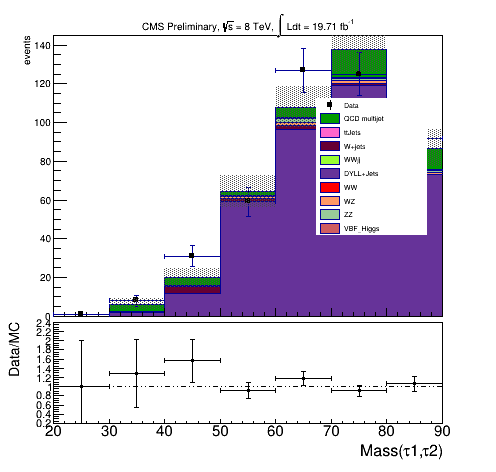 CMS Preliminary, √s = 8 TeV, ∫ Ldt = 19.71 fb⁻¹
events
140
120
100
80
60
40
20
0
Data
QCD multijet
ttJets
W+jets
WWjj
DYLL+Jets
WW
WZ
ZZ
VBF_Higgs
Data/MC
2.4
2.2
2
1.8
1.6
1.4
1.2
1
0.8
0.6
0.4
0.2
20 30 40 50 60 70 80 90
Mass(τ1,τ2)